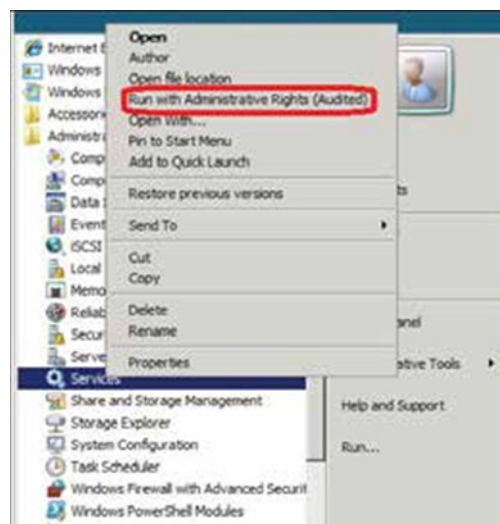 Open
Author
Open file location
Run with Administrative Rights (Audited)
Open With...
Pin to Start Menu
Add to Quick Launch
Restore previous versions
Send To
Cut
Copy
Delete
Rename
Properties
Internet E
Windows
Windows
Accessori
Administra
Comp
Comp
Data
Event
iSCSI
Local
Memo
Reliab
Secur
Serve
Services
Share and Storage Management
Storage Explorer
System Configuration
Task Scheduler
Windows Firewall with Advanced Securit
Windows PowerShell Modules
ts
anel
ative Tools
Help and Support
Run...